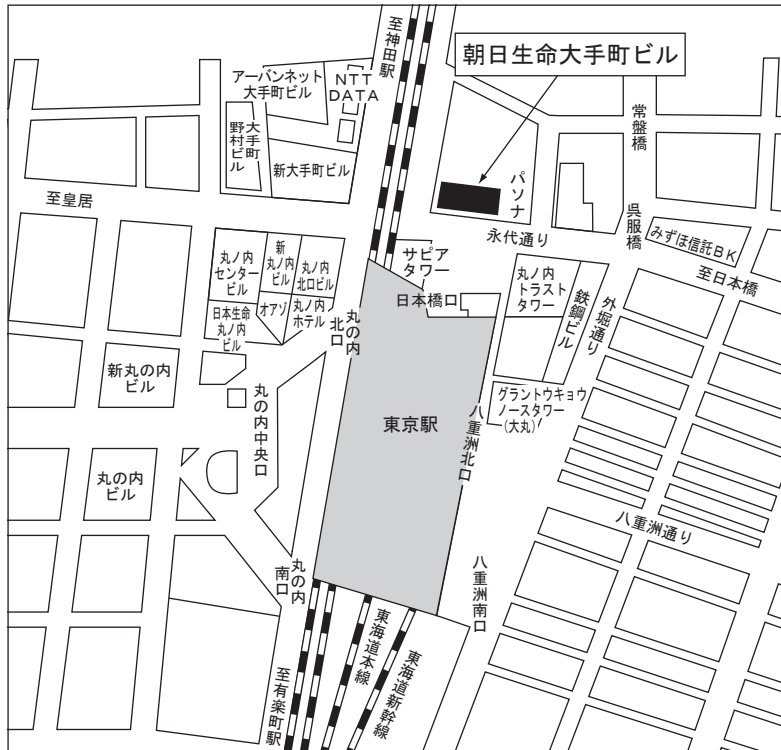 至神田駅
朝日生命大手町ビル
アーバンネット
大手町ビル
NTT
DATA
大手町
野村ビル
新大手町ビル
常盤橋
パソナ
至皇居
呉服橋
永代通り
みずほ信託BK
至日本橋
丸ノ内
センター
ビル
新
丸ノ内
ビル
丸ノ内
北口ビル
サピア
タワー
丸ノ内
トラスト
タワー
日本橋口
日本生命
丸ノ内
ビル
オアゾ
丸ノ内
ホテル
丸の内
北口
鉄鋼ビル
外堀通り
新丸の内
ビル
丸の内中央口
東京駅
八重洲北口
グラントウキョウ
ノースタワー
(大丸)
丸の内
ビル
八重洲通り
丸の内
南口
八重洲南口
東海道本線
東海道新幹線
至有楽町駅